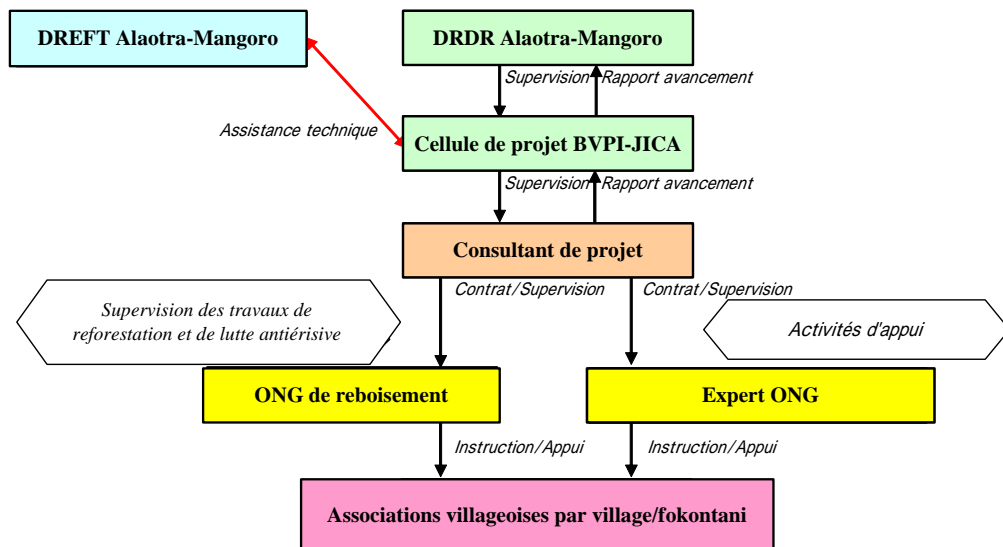 DREFT Alaotra-Mangoro
DRDR Alaotra-Mangoro
Supervision
Rapport avancement
Assistance technique
Cellule de projet BVPI-JICA
Supervision
Rapport avancement
Consultant de projet
Contrat/Supervision
Contrat/Supervision
Supervision des travaux de
reforestation et de lutte antiérisive
Activités d'appui
ONG de reboisement
Expert ONG
Instruction/Appui
Instruction/Appui
Associations villageoises par village/fokontani